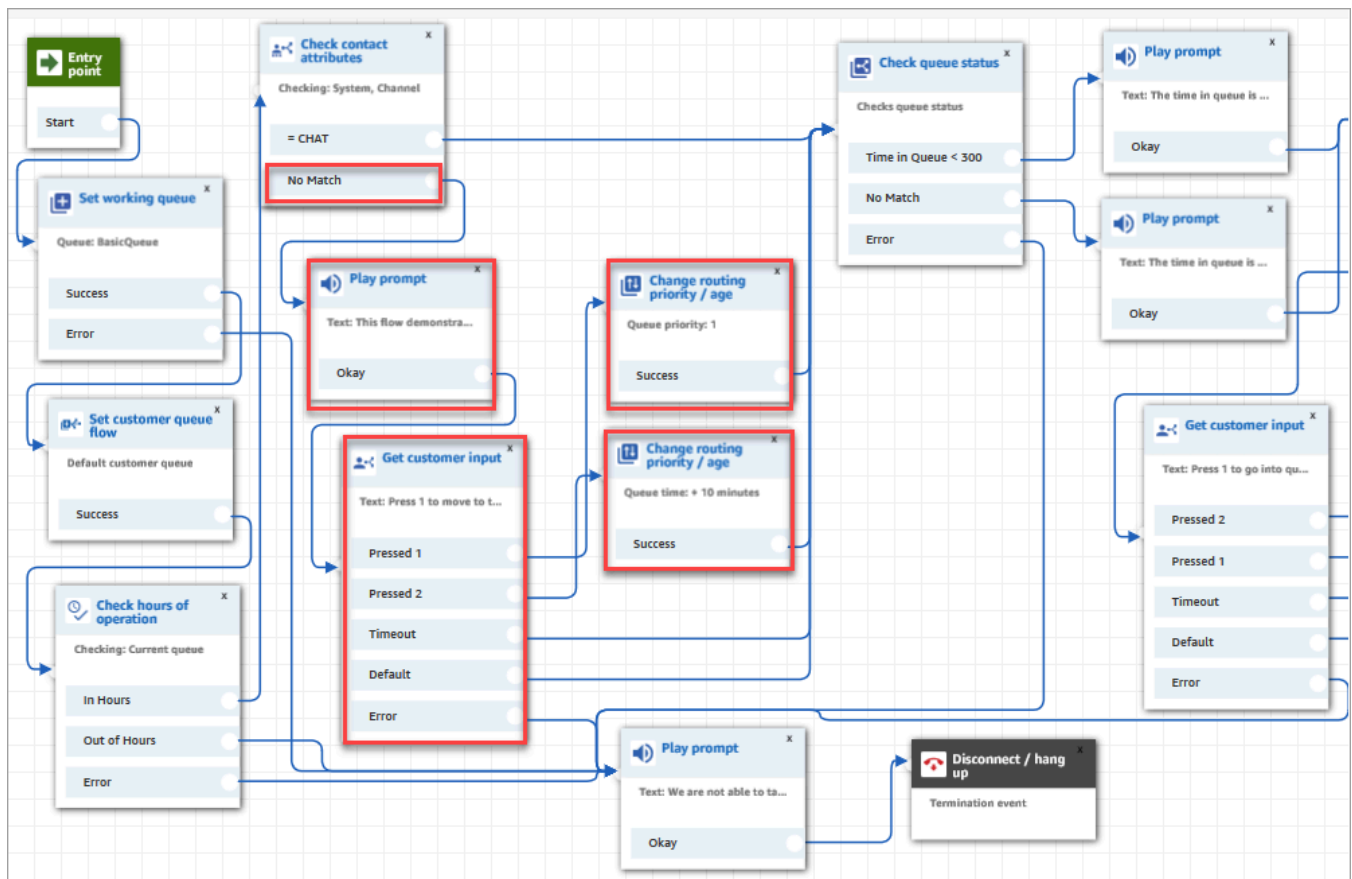 Entry
point
Start
Set working queue
x
Queue: BasicQueue
Success
Error
Set customer queue
flow
x
Default customer queue
Success
Check hours of
operation
x
Checking: Current queue
In Hours
Out of Hours
Error
Check contact
attributes
x
Checking: System, Channel
= CHAT
No Match
Play prompt
x
Text: This flow demonstra...
Okay
Get customer input
x
Text: Press 1 to move to t...
Pressed 1
Pressed 2
Timeout
Default
Error
Change routing
priority / age
x
Queue priority: 1
Success
Change routing
priority / age
x
Queue time: + 10 minutes
Success
Play prompt
x
Text: We are not able to ta...
Okay
Check queue status
x
Checks queue status
Time in Queue < 300
No Match
Error
Disconnect / hang
up
x
Termination event
Play prompt
x
Text: The time in queue is ...
Okay
Play prompt
x
Text: The time in queue is ...
Okay
Get customer input
x
Text: Press 1 to go into qu...
Pressed 2
Pressed 1
Timeout
Default
Error